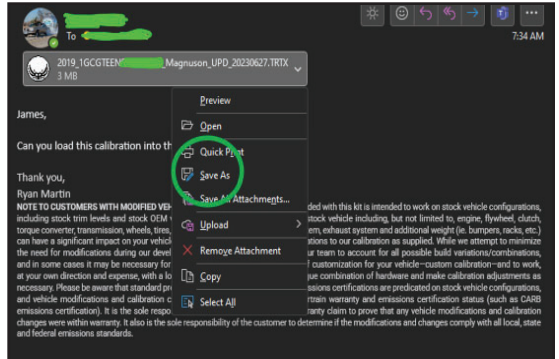 To
7:34 AM
2019_1GCGTEEN Magnuson_UPD_20230627.TRTX
3 MB
James,
Can you load this calibration into th
Thank you,
Ryan Martin
Preview
Open
Quick Print
Save As
Save All Attachments...
Upload
Remove Attachment
Copy
Select All
NOTE TO CUSTOMERS WITH MODIFIED VEH ded with this kit is intended to work on stock vehicle configurations,
including stock trim levels and stock OEM stock vehicle including, but not limited to, engine, flywheel, clutch,
torque converter, transmission, wheels, tires, em, exhaust system and additional weight (ie. bumpers, racks, etc.)
can have a significant impact on your vehicl ations to our calibration as supplied. While we attempt to minimize
the need for modifications during our devel ur team to account for all possible build variations/combinations,
and in some cases it may be necessary for f customization for your vehicle—custom calibration—and to work,
at your own direction and expense, with a lo que combination of hardware and make calibration adjustments as
necessary. Please be aware that standard pr ssions certifications are predicated on stock vehicle configurations,
and vehicle modifications and calibration c rtain warranty and emissions certification status (such as CARB
emissions certification). It is the sole respo ranty claim to prove that any vehicle modifications and calibration
changes were within warranty. It also is the sole responsibility of the customer to determine if the modifications and changes comply with all local, state
and federal emissions standards.